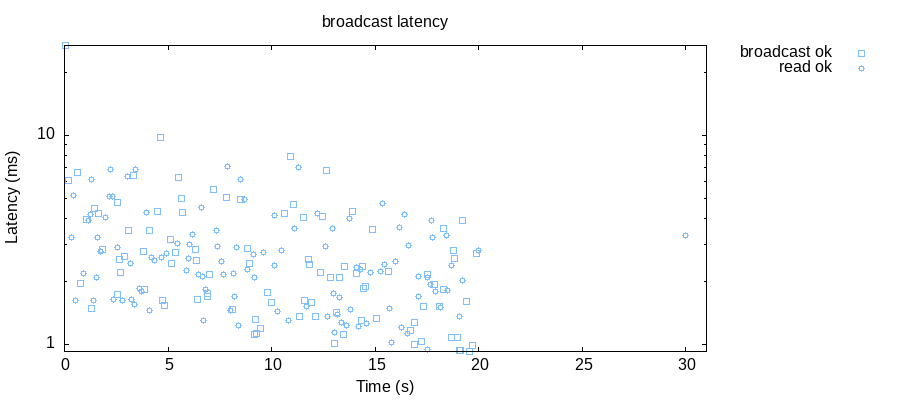 broadcast latency
broadcast ok
read ok
Latency (ms)
10
1
0 5 10 15 20 25 30
Time (s)